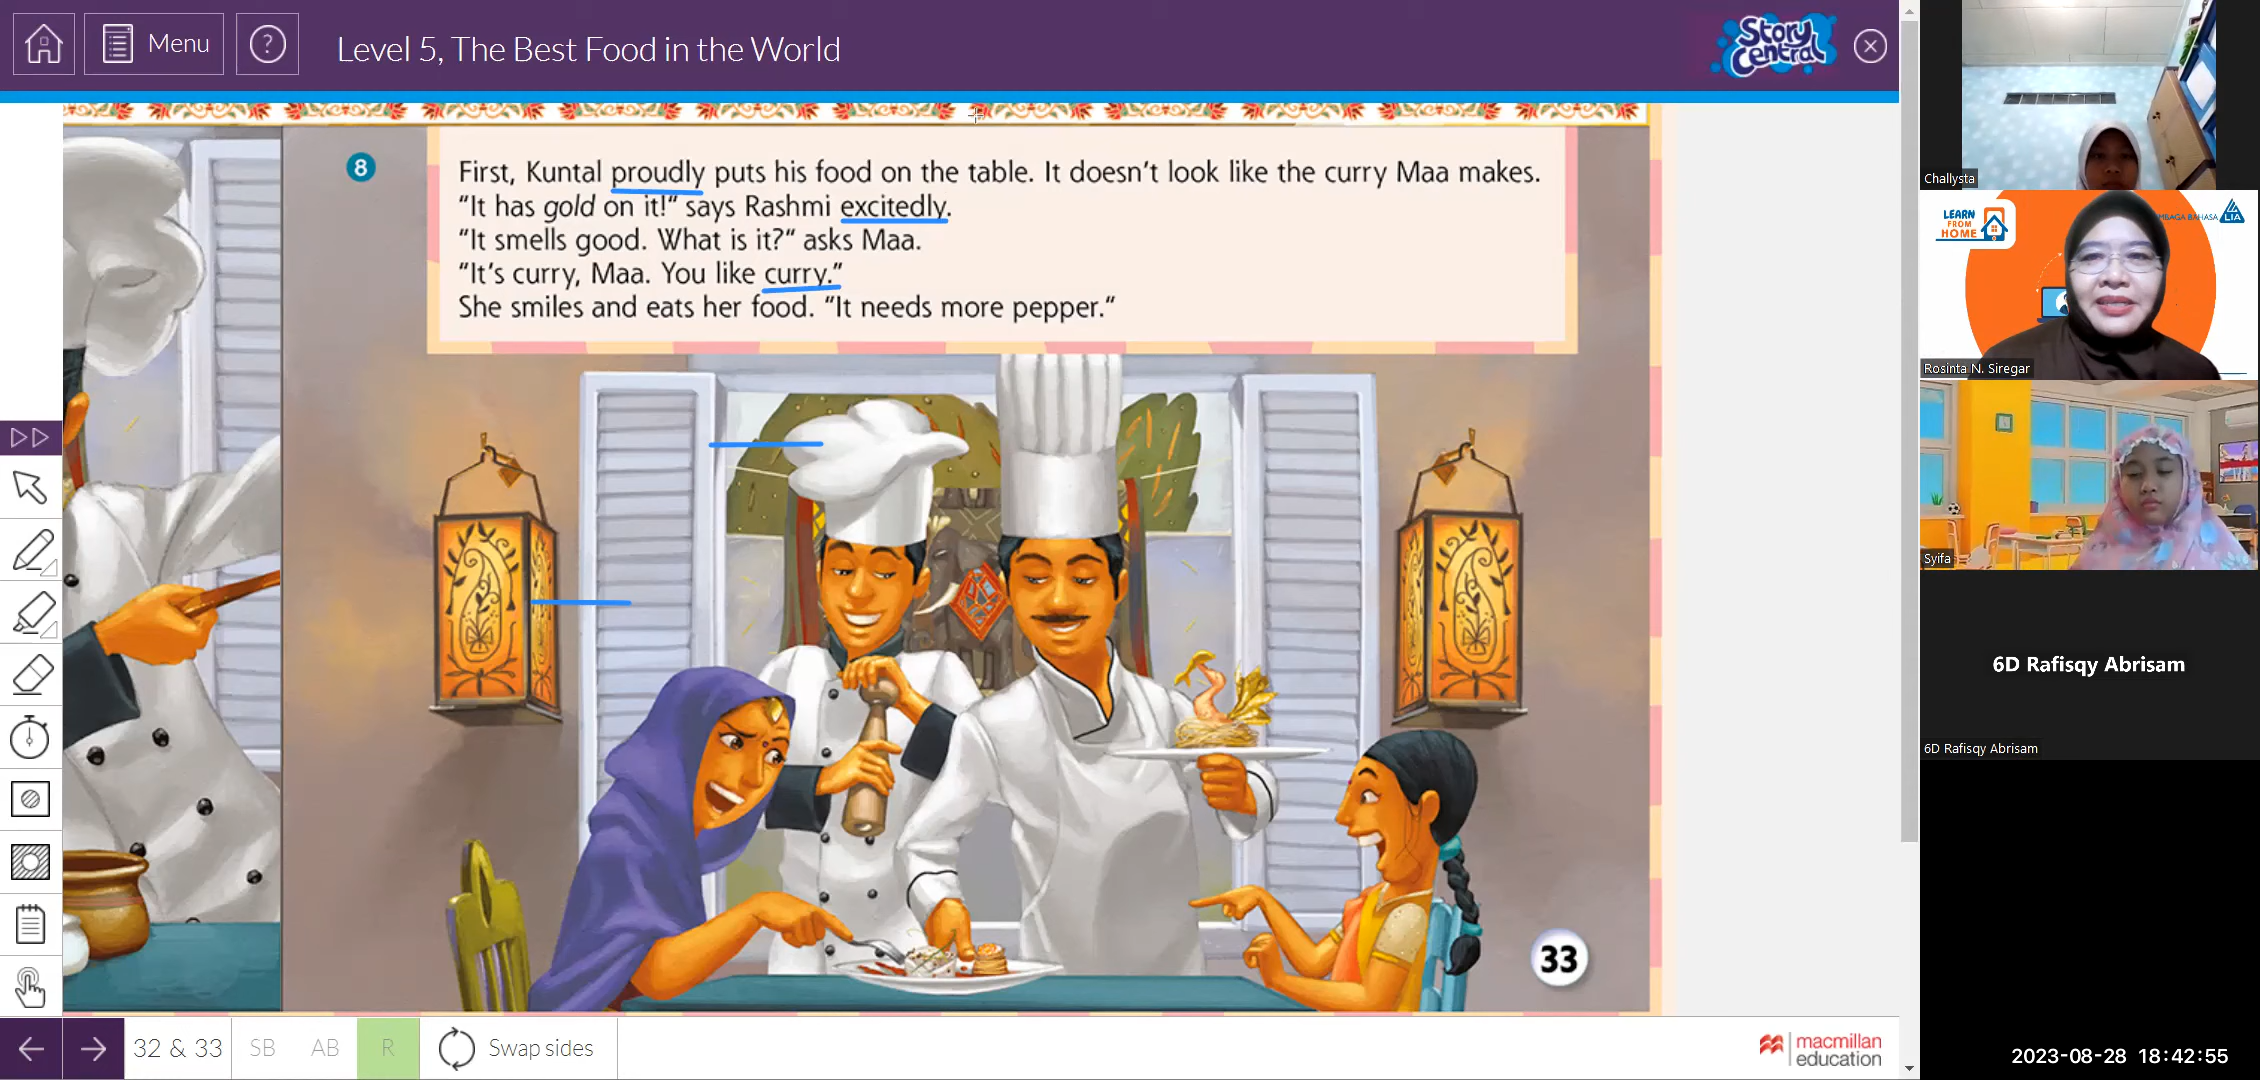 Menu
?
Level 5, The Best Food in the World
Story Central
8
First, Kuntal proudly puts his food on the table. It doesn't look like the curry Maa makes.
"It has gold on it!" says Rashmi excitedly.
"It smells good. What is it?" asks Maa.
"It's curry, Maa. You like curry."
She smiles and eats her food. "It needs more pepper."
33
32 & 33
SB
AB
R
Swap sides
macmillan
education
Challysta
LEARN
FROM
HOME
MBAGA BAHASA
LIA
Rosinta N. Siregar
Syifa
6D Rafisqy Abrisam
6D Rafisqy Abrisam
2023-08-28 18:42:55